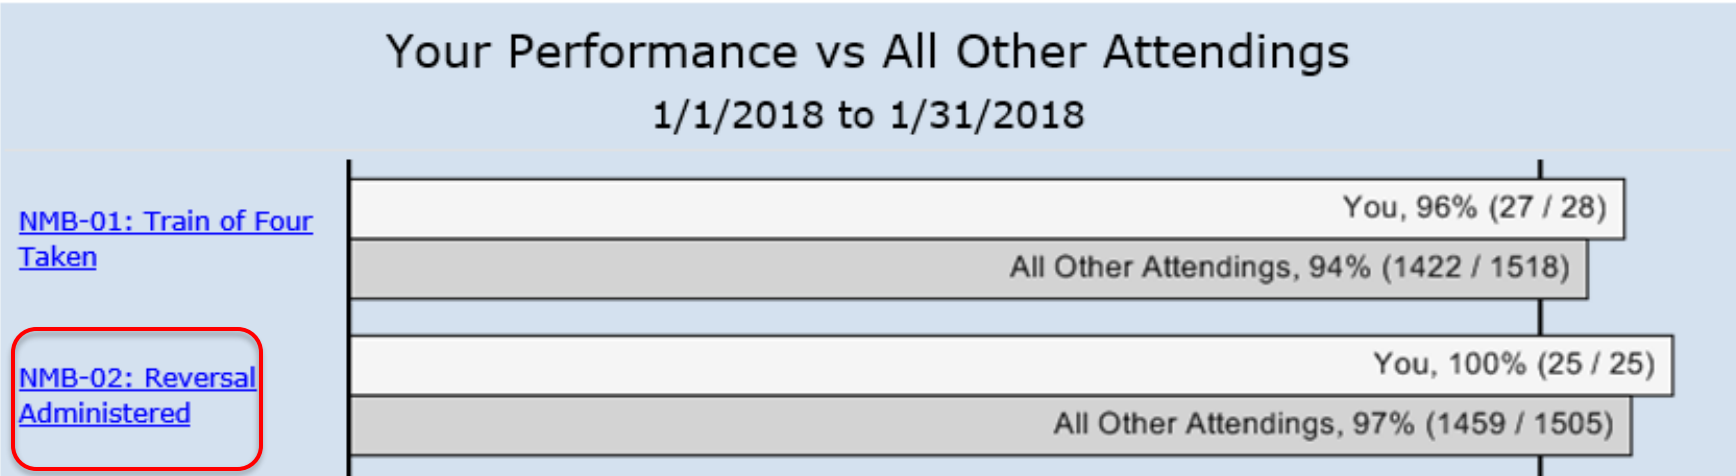 Your Performance vs All Other Attendings
1/1/2018 to 1/31/2018
NMB-01: Train of Four
Taken
You, 96% (27 / 28)
All Other Attendings, 94% (1422 / 1518)
NMB-02: Reversal
Administered
You, 100% (25 / 25)
All Other Attendings, 97% (1459 / 1505)